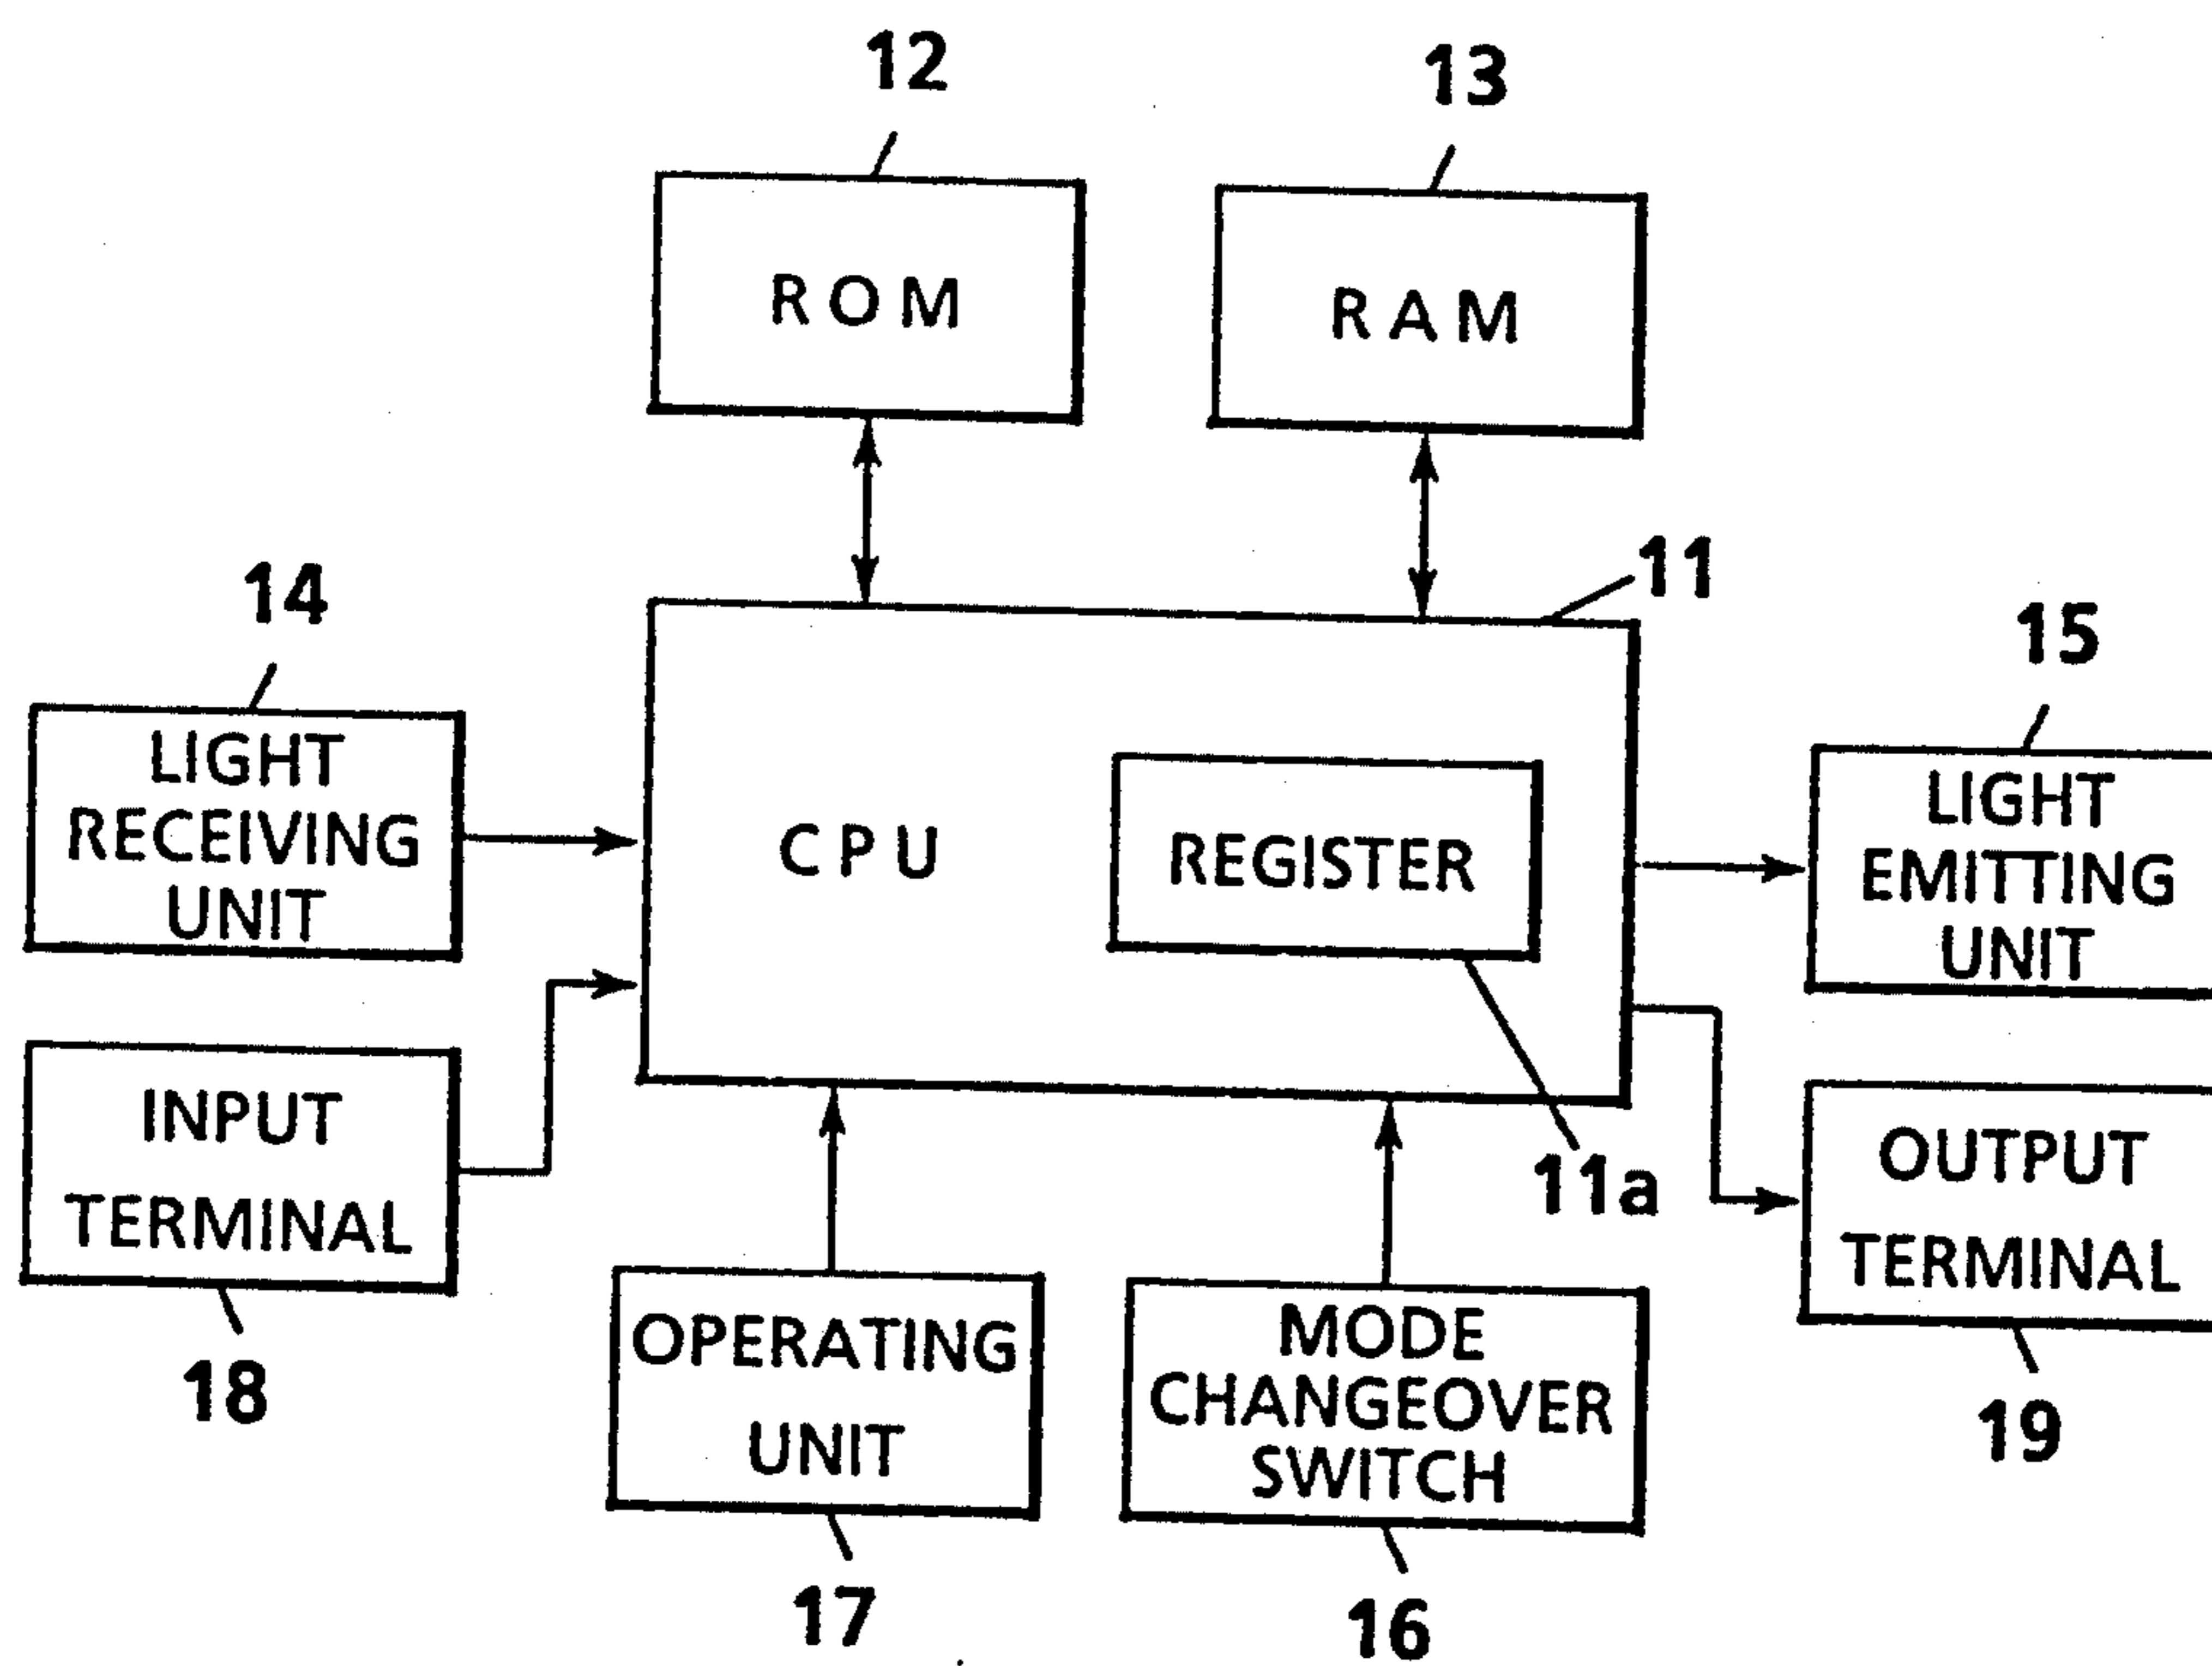 12
13
ROM
RAM
11
14
15
LIGHT
RECEIVING
UNIT
CPU
REGISTER
LIGHT
EMITTING
UNIT
INPUT
TERMINAL
11a
OUTPUT
TERMINAL
18
OPERATING
UNIT
MODE
CHANGEOVER
SWITCH
19
17
16